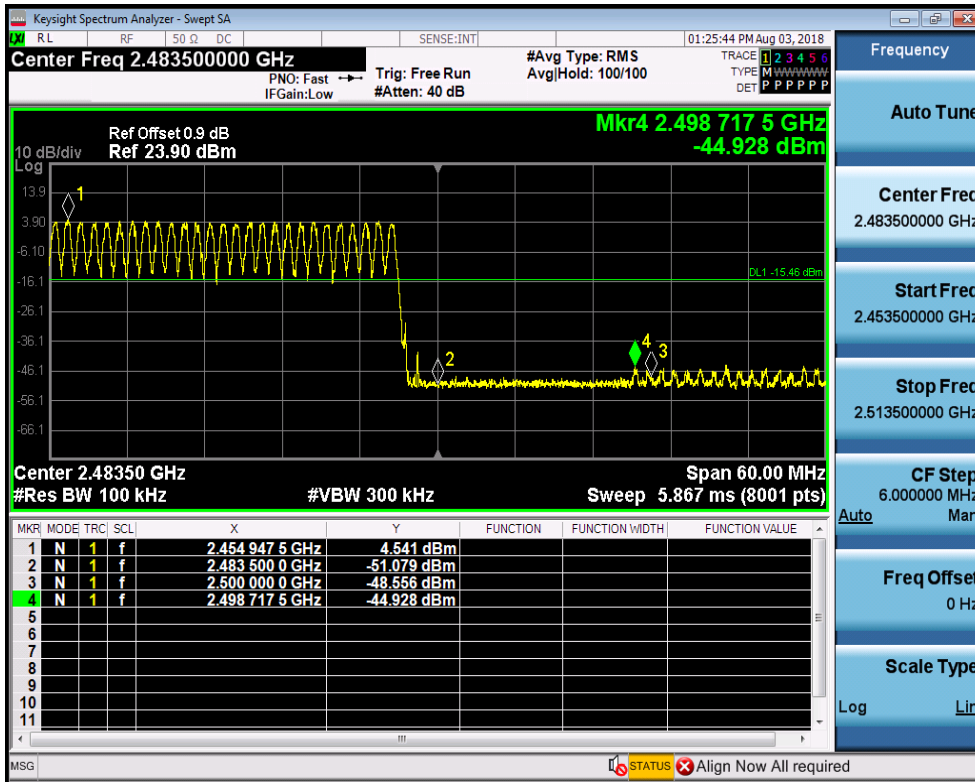 Keysight Spectrum Analyzer - Swept SA
LXI RL RF 50 Ω DC SENSE:INT 01:25:44 PM Aug 03, 2018
Center Freq 2.483500000 GHz
PNO: Fast
IFGain:Low
Trig: Free Run
#Atten: 40 dB
#Avg Type: RMS
Avg|Hold: 100/100
TRACE 1 2 3 4 5 6
TYPE M W W W W W
DET P P P P P P
Mkr4 2.498 717 5 GHz
-44.928 dBm
Ref Offset 0.9 dB
10 dB/div Ref 23.90 dBm
Log
13.9
3.90
-6.10
-16.1
-26.1
-36.1
-46.1
-56.1
-66.1
1
2
4
3
DL1 -15.46 dBm
Center 2.48350 GHz Span 60.00 MHz
#Res BW 100 kHz #VBW 300 kHz Sweep 5.867 ms (8001 pts)
MKR MODE TRC SCL X Y FUNCTION FUNCTION WIDTH FUNCTION VALUE
1 N 1 f 2.454 947 5 GHz 4.541 dBm
2 N 1 f 2.483 500 0 GHz -51.079 dBm
3 N 1 f 2.500 000 0 GHz -48.556 dBm
4 N 1 f 2.498 717 5 GHz -44.928 dBm
5
6
7
8
9
10
11
MSG STATUS Align Now All required
Frequency
Auto Tune
Center Freq
2.483500000 GHz
Start Freq
2.453500000 GHz
Stop Freq
2.513500000 GHz
CF Step
6.000000 MHz
Auto Man
Freq Offset
0 Hz
Scale Type
Log Lin